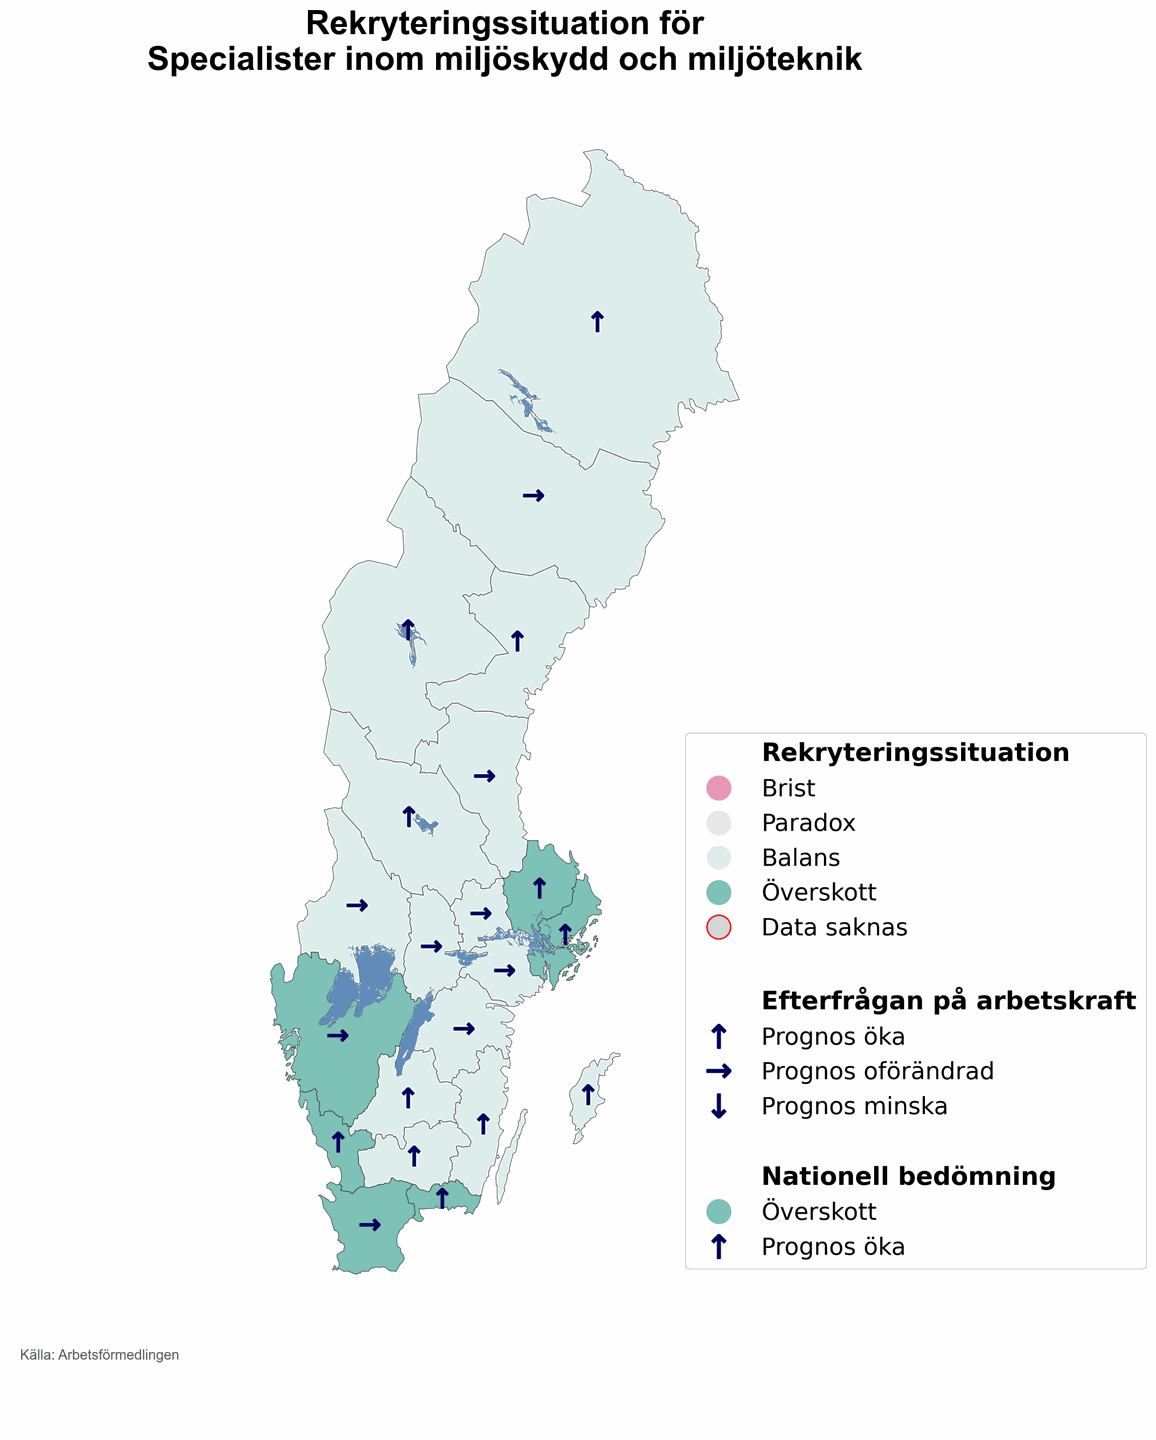 Rekryteringssituation för
Specialister inom miljöskydd och miljöteknik
Rekryteringssituation
Brist
Paradox
Balans
Överskott
Data saknas
Efterfrågan på arbetskraft
Prognos öka
Prognos oförändrad
Prognos minska
Nationell bedömning
Överskott
Prognos öka
Källa: Arbetsförmedlingen